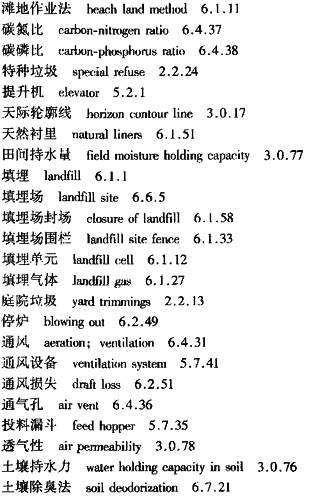 滩地作业法 beach land method 6.1.11
碳氮比 carbon-nitrogen ratio 6.4.37
碳磷比 carbon-phosphorus ratio 6.4.38
特种垃圾 special refuse 2.2.24
提升机 elevator 5.2.1
天际轮廓线 horizon contour line 3.0.17
天然衬里 natural liners 6.1.51
田间持水量 field moisture holding capacity 3.0.77
填埋 landfill 6.1.1
填埋场 landfill site 6.6.5
填埋场封场 closure of landfill 6.1.58
填埋场围栏 landfill site fence 6.1.33
填埋单元 landfill cell 6.1.12
填埋气体 landfill gas 6.1.27
庭院垃圾 yard trimmings 2.2.13
停炉 blowing out 6.2.49
通风 aeration; ventilation 6.4.31
通风设备 ventilation system 5.7.41
通风损失 draft loss 6.2.51
通气孔 air vent 6.4.36
投料漏斗 feed hopper 5.7.35
透气性 air permeability 3.0.78
土壤持水力 water holding capacity in soil 3.0.76
土壤除臭法 soil deodorization 6.7.21